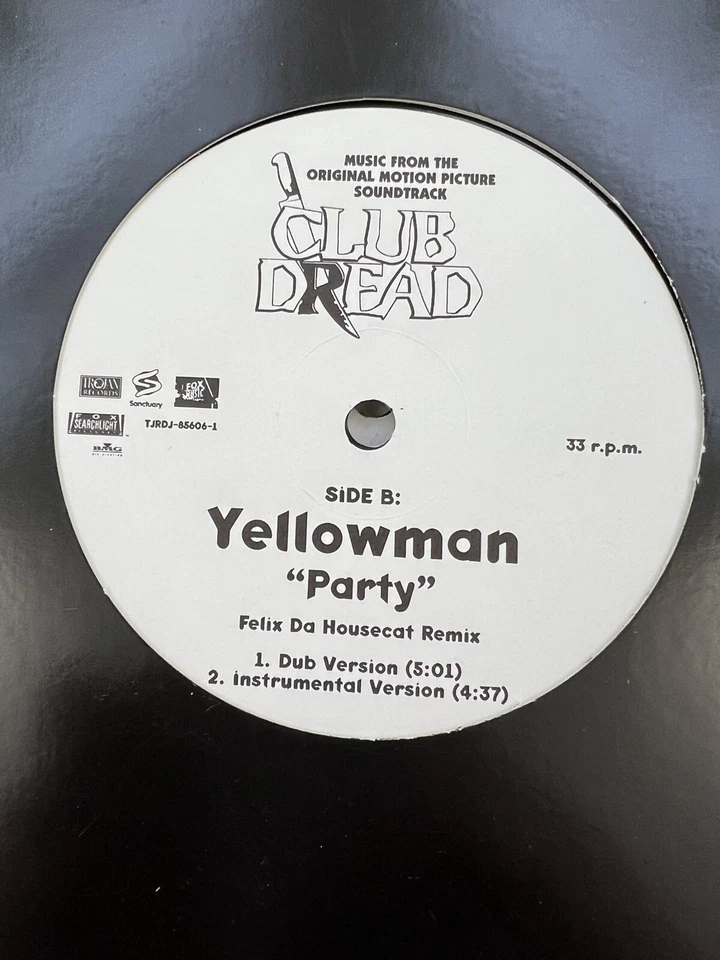 MUSIC FROM THE
ORIGINAL MOTION PICTURE
SOUNDTRACK
CLUB
DREAD
TROJAN
RECORDS
Sanctuary
FOX
MUSIC
FOX
SEARCHLIGHT
TJRDJ-85606-1
BMG
33 r.p.m.
SiDE B:
Yellowman
“Party”
Felix Da Housecat Remix
1. Dub Version (5:01)
2. instrumental Version (4:37)